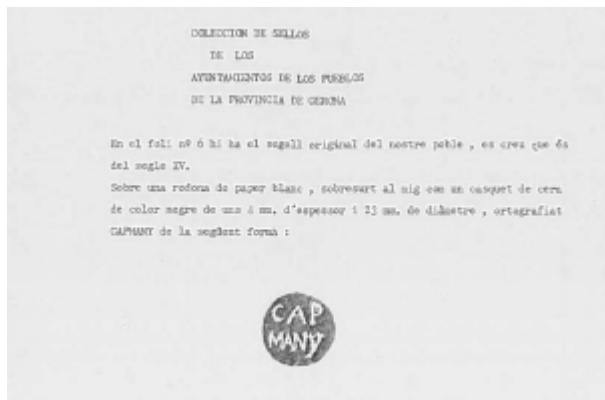 COLECCION DE SELLOS
DE LOS
AYUNTAMIENTOS DE LOS PUEBLOS
DE LA PROVINCIA DE GERONA
En el foli nº 6 hi ha el segell original del nostre poble , es creu que és
del segle XV.
Sobre una rodona de paper blanc , sobresurt al mig com un casquet de cera
de color negre de uns 4 mm. d'espessor i 23 mm. de diàmetre , ortografiat
CAPMANY de la següent forma :
CAP
MANY